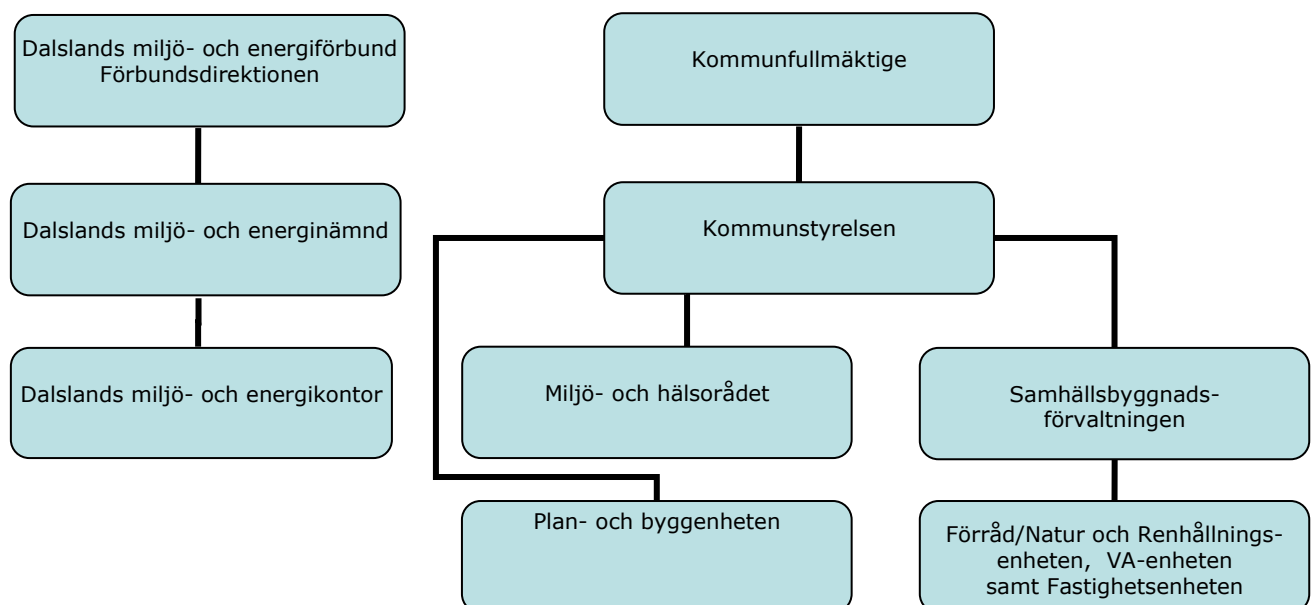 Dalslands miljö- och energiförbund
Förbundsdirektionen
Kommunfullmäktige
Dalslands miljö- och energinämnd
Kommunstyrelsen
Dalslands miljö- och energikontor
Miljö- och hälsorådet
Samhällsbyggnads-
förvaltningen
Plan- och byggenheten
Förråd/Natur och Renhållnings-
enheten, VA-enheten
samt Fastighetsenheten